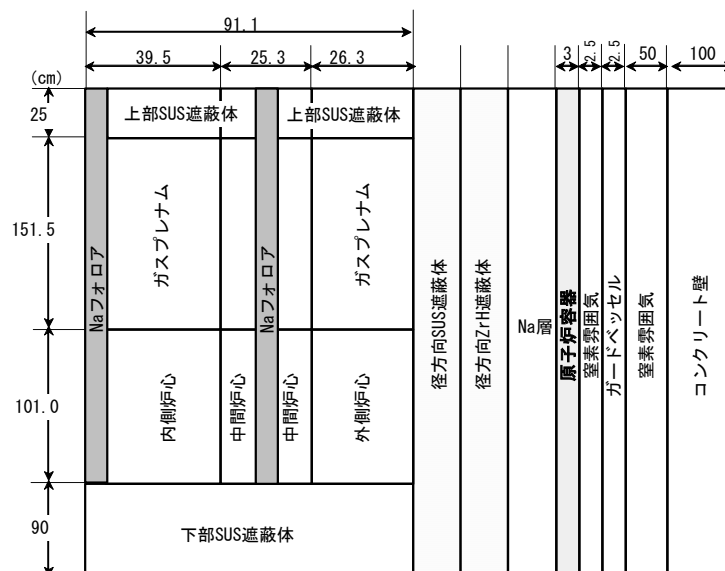 91.1
39.5
25.3
26.3
3
2.5
2.5
50
100
(cm)
25
上部SUS遮蔽体
上部SUS遮蔽体
151.5
Naフォロア
ガスプレナム
Naフォロア
ガスプレナム
径方向SUS遮蔽体
径方向ZrH遮蔽体
Na層
原子炉容器
窒素雰囲気
ガードベッセル
窒素雰囲気
コンクリート壁
101.0
内側炉心
中間炉心
中間炉心
外側炉心
90
下部SUS遮蔽体